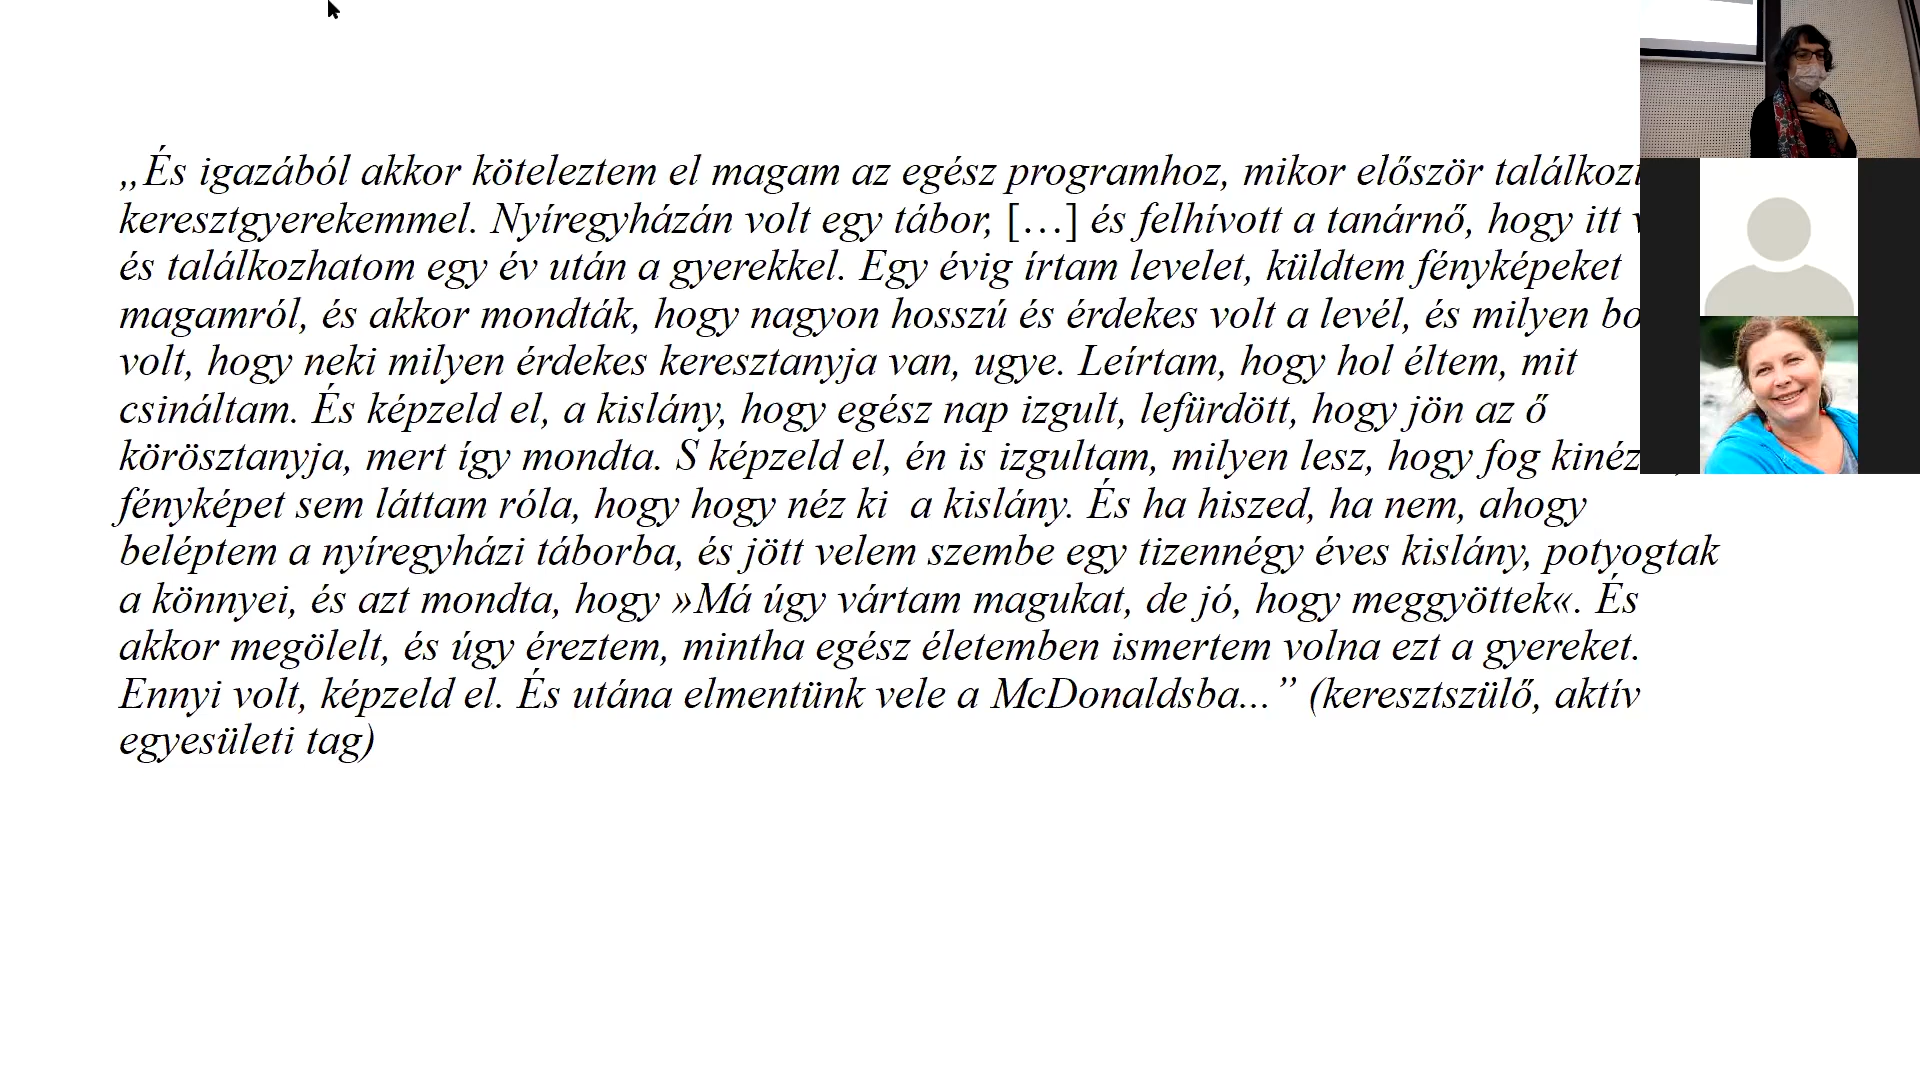 „És igazából akkor köteleztem el magam az egész programhoz, mikor először
keresztgyerekemmel. Nyíregyházán volt egy tábor, […] és felhívott a tanárnő, hogy itt
és találkozhatom egy év után a gyerekkel. Egy évig írtam levelet, küldtem fényképeket
magamról, és akkor mondták, hogy nagyon hosszú és érdekes volt a levél, és milyen
volt, hogy neki milyen érdekes keresztanyja van, ugye. Leírtam, hogy hol éltem, mit
csináltam. És képzeld el, a kislány, hogy egész nap izgult, lefürdött, hogy jön az ő
körösztanyja, mert így mondta. S képzeld el, én is izgultam, milyen lesz, hogy fog
fényképet sem láttam róla, hogy hogy néz ki a kislány. És ha hiszed, ha nem, ahogy
beléptem a nyíregyházi táborba, és jött velem szembe egy tizennégy éves kislány, potyogtak
a könnyei, és azt mondta, hogy »Má úgy vártam magukat, de jó, hogy meggyöttek«. És
akkor megölelt, és úgy éreztem, mintha egész életemben ismertem volna ezt a gyereket.
Ennyi volt, képzeld el. És utána elmentünk vele a McDonaldsba...” (keresztszülő, aktív
egyesületi tag)